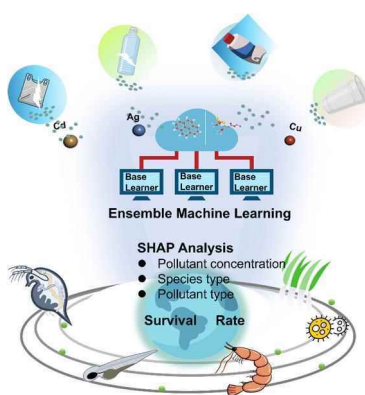 Cd
Ag
Cu
Base
Learner
Base
Learner
Base
Learner
Ensemble Machine Learning
SHAP Analysis
● Pollutant concentration
● Species type
● Pollutant type
Survival Rate